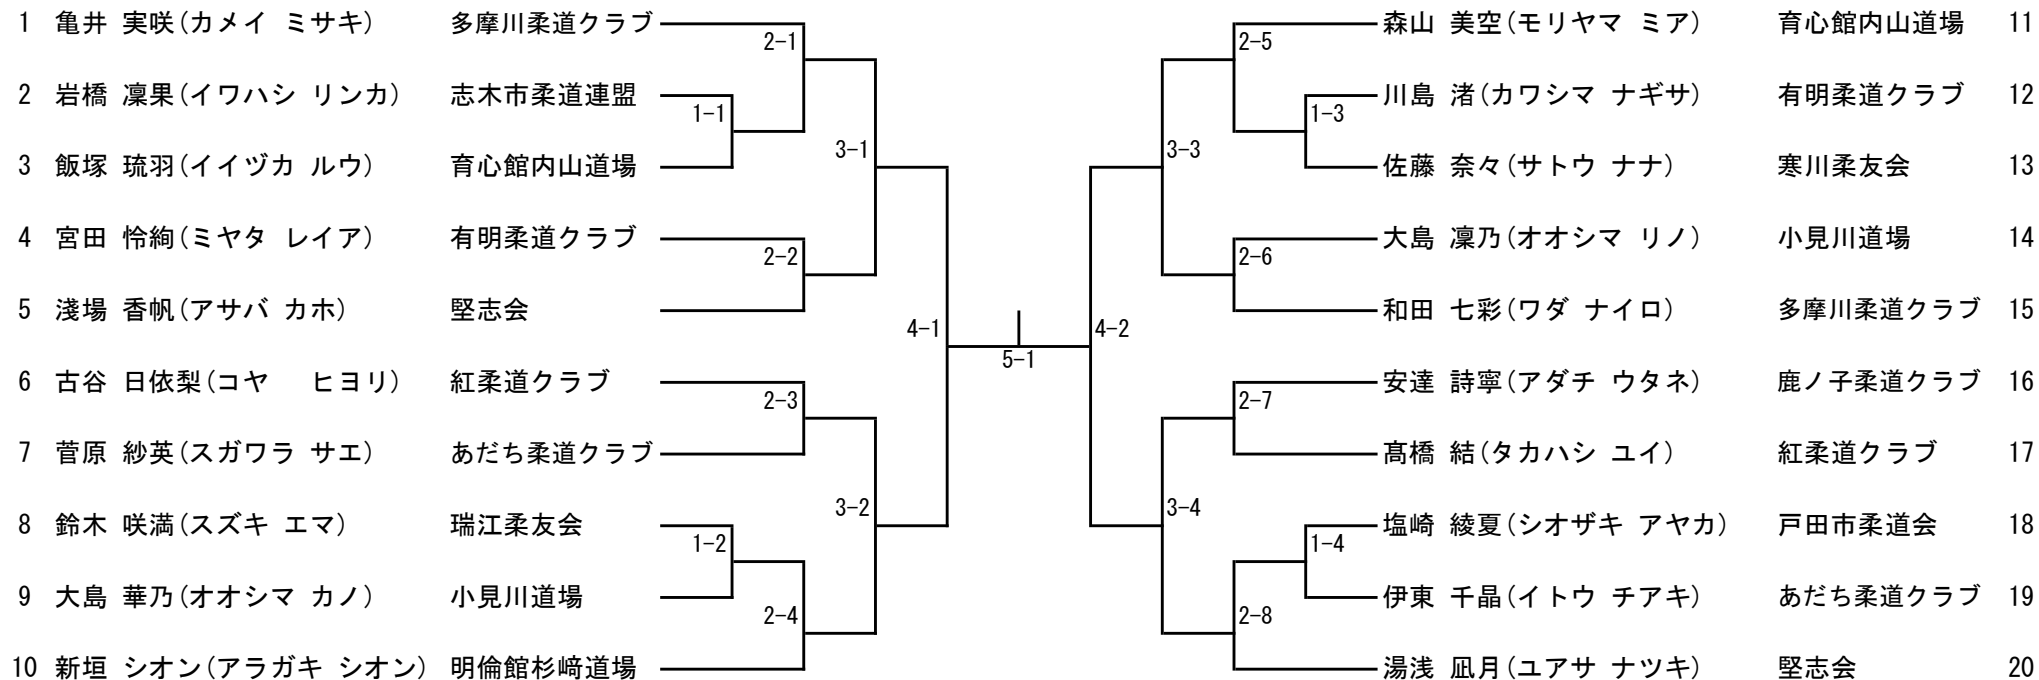 1 亀井 実咲(カメイ ミサキ) 多摩川柔道クラブ
2 岩橋 凜果(イワハシ リンカ) 志木市柔道連盟
3 飯塚 琉羽(イイヅカ ルウ) 育心館内山道場
4 宮田 怜絢(ミヤタ レイア) 有明柔道クラブ
5 淺場 香帆(アサバ カホ) 堅志会
6 古谷 日依梨(コヤ ヒヨリ) 紅柔道クラブ
7 菅原 紗英(スガワラ サエ) あだち柔道クラブ
8 鈴木 咲満(スズキ エマ) 瑞江柔友会
9 大島 華乃(オオシマ カノ) 小見川道場
10 新垣 シオン(アラガキ シオン) 明倫館杉﨑道場
1-1
1-2
2-1
2-2
2-3
2-4
3-1
3-2
4-1
5-1
4-2
3-3
3-4
2-5
2-6
2-7
2-8
1-3
1-4
森山 美空(モリヤマ ミア) 育心館内山道場 11
川島 渚(カワシマ ナギサ) 有明柔道クラブ 12
佐藤 奈々(サトウ ナナ) 寒川柔友会 13
大島 凜乃(オオシマ リノ) 小見川道場 14
和田 七彩(ワダ ナイロ) 多摩川柔道クラブ 15
安達 詩寧(アダチ ウタネ) 鹿ノ子柔道クラブ 16
髙橋 結(タカハシ ユイ) 紅柔道クラブ 17
塩崎 綾夏(シオザキ アヤカ) 戸田市柔道会 18
伊東 千晶(イトウ チアキ) あだち柔道クラブ 19
湯浅 凪月(ユアサ ナツキ) 堅志会 20